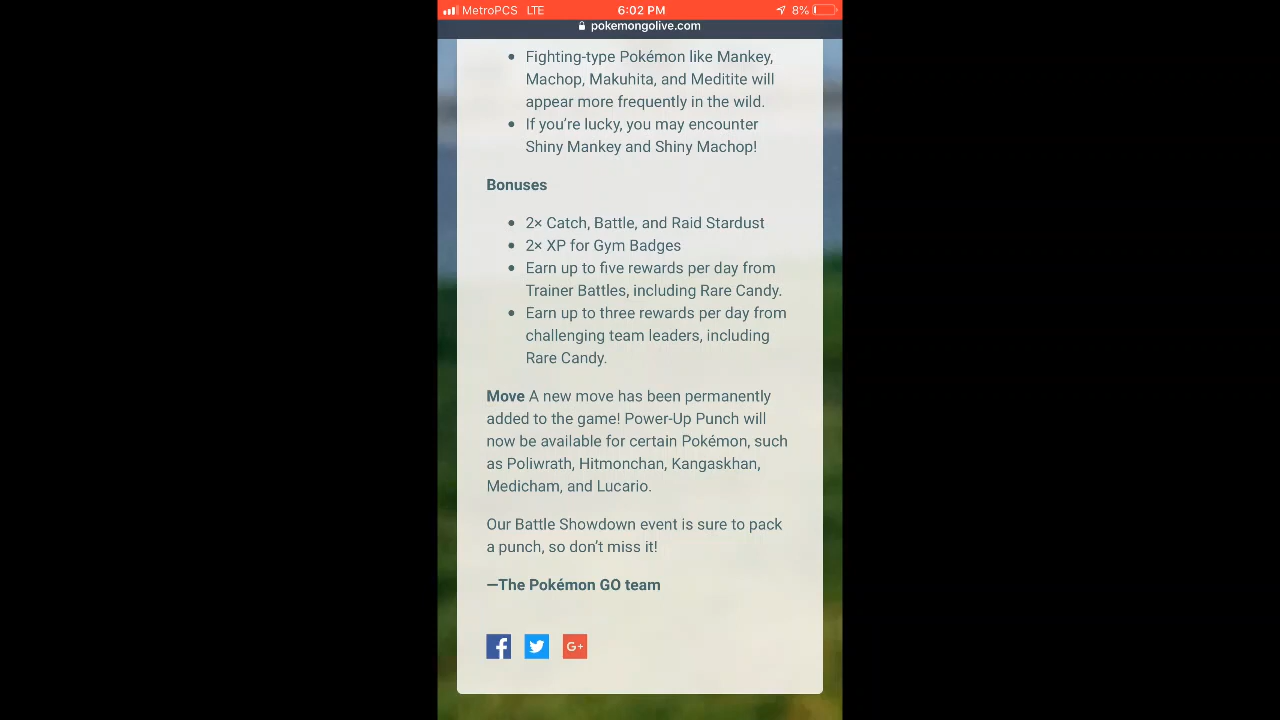 MetroPCS LTE 6:02 PM 8%
pokemongolive.com
• Fighting-type Pokémon like Mankey,
Machop, Makuhita, and Meditite will
appear more frequently in the wild.
• If you’re lucky, you may encounter
Shiny Mankey and Shiny Machop!
Bonuses
• 2× Catch, Battle, and Raid Stardust
• 2× XP for Gym Badges
• Earn up to five rewards per day from
Trainer Battles, including Rare Candy.
• Earn up to three rewards per day from
challenging team leaders, including
Rare Candy.
Move A new move has been permanently
added to the game! Power-Up Punch will
now be available for certain Pokémon, such
as Poliwrath, Hitmonchan, Kangaskhan,
Medicham, and Lucario.
Our Battle Showdown event is sure to pack
a punch, so don’t miss it!
—The Pokémon GO team
f G+